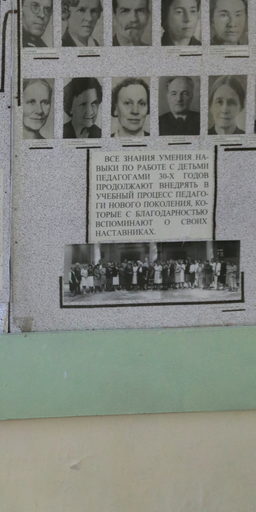 ВСЕ ЗНАНИЯ УМЕНИЯ НА-
ВЫКИ ПО РАБОТЕ С ДЕТЬМИ
ПЕДАГОГАМИ 30-Х ГОДОВ
ПРОДОЛЖАЮТ ВНЕДРЯТЬ В
УЧЕБНЫЙ ПРОЦЕСС ПЕДАГО-
ГИ НОВОГО ПОКОЛЕНИЯ, КО-
ТОРЫЕ С БЛАГОДАРНОСТЬЮ
ВСПОМИНАЮТ О СВОИХ
НАСТАВНИКАХ.